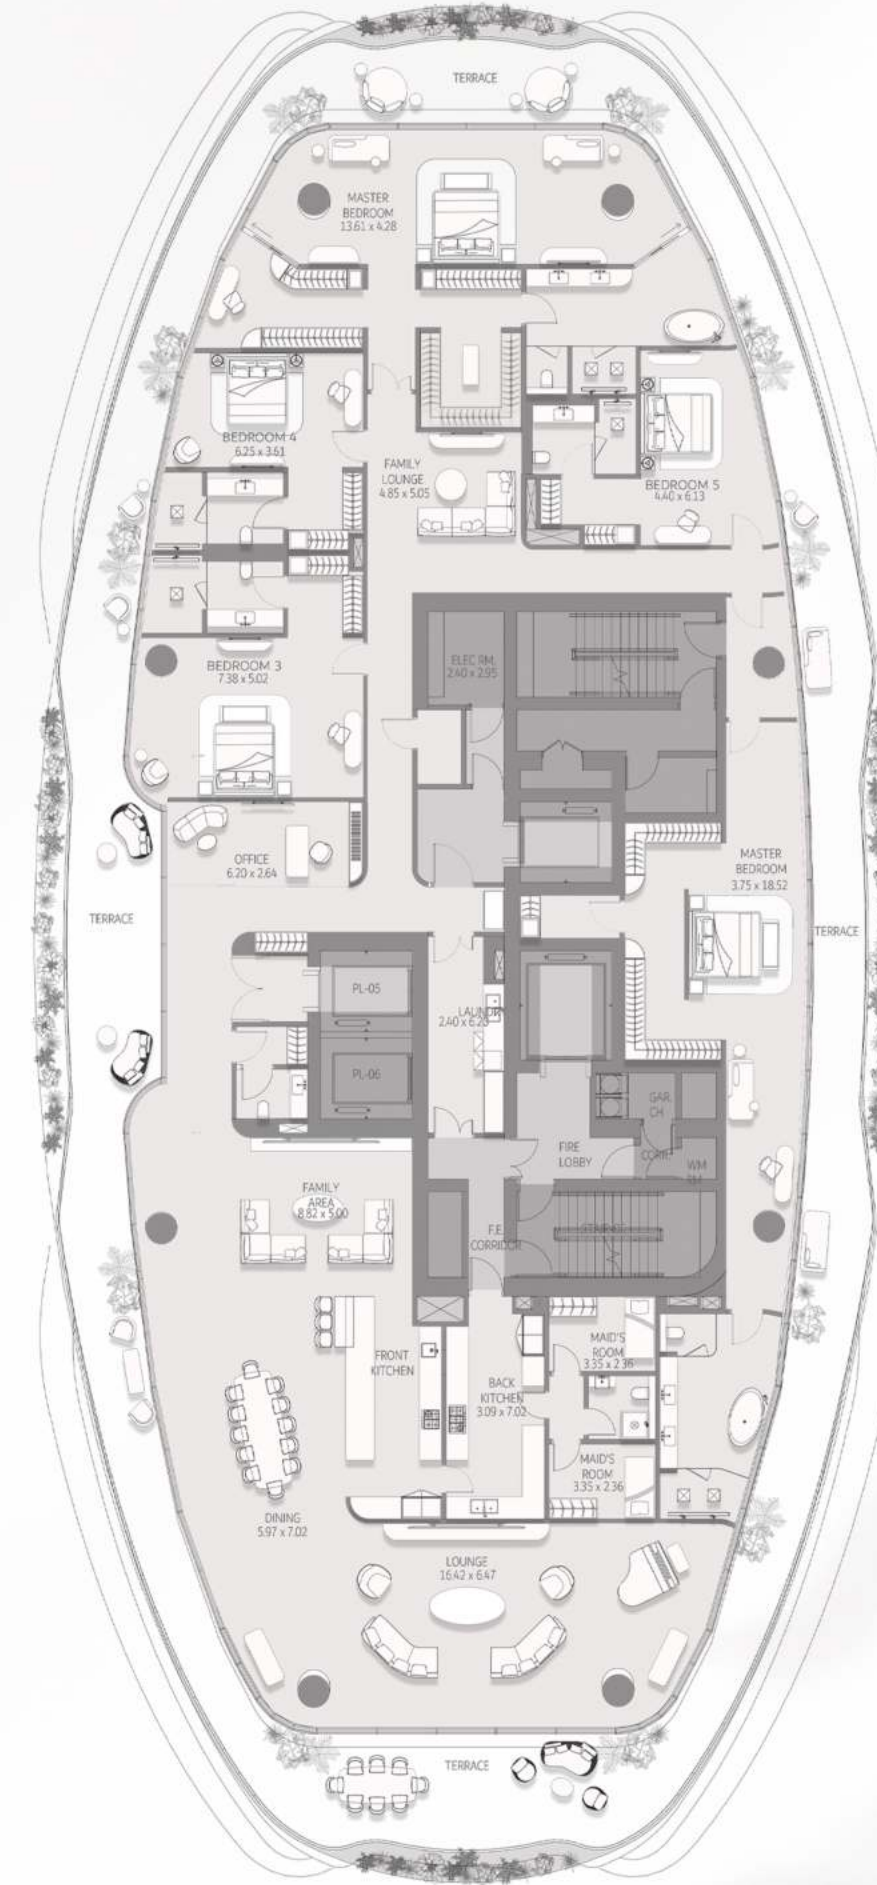 TERRACE
MASTER
BEDROOM
13.61 x 4.28
BEDROOM 4
6.25 x 3.61
FAMILY
LOUNGE
4.85 x 5.05
BEDROOM 5
4.40 x 6.13
ELEC RM.
2.40 x 2.95
BEDROOM 3
7.38 x 5.02
OFFICE
6.20 x 2.64
MASTER
BEDROOM
3.75 x 18.52
TERRACE
TERRACE
PL-05
LAUNDRY
2.40 x 6.20
PL-06
GAR.
CH
FIRE
LOBBY
CORR.
WM
RM
FAMILY
AREA
8.82 x 5.00
F.E.
CORRIDOR
STAIRS
FRONT
KITCHEN
MAID'S
ROOM
3.35 x 2.36
BACK
KITCHEN
3.09 x 7.02
MAID'S
ROOM
3.35 x 2.36
DINING
5.97 x 7.02
LOUNGE
16.42 x 6.47
TERRACE